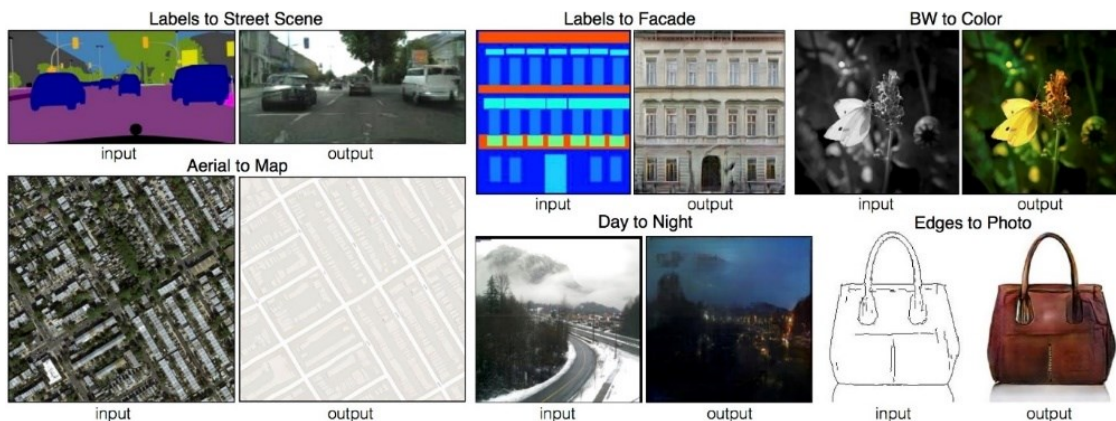 Labels to Street Scene
input
output
Aerial to Map
input
output
Labels to Facade
input
output
BW to Color
input
output
Day to Night
input
output
Edges to Photo
input
output